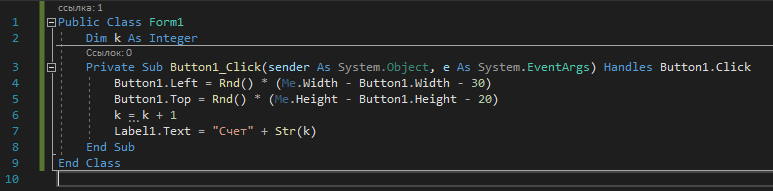 ссылка: 1
1 Public Class Form1
2 Dim k As Integer
Ссылок: 0
3 Private Sub Button1_Click(sender As System.Object, e As System.EventArgs) Handles Button1.Click
4 Button1.Left = Rnd() * (Me.Width - Button1.Width - 30)
5 Button1.Top = Rnd() * (Me.Height - Button1.Height - 20)
6 k = k + 1
7 Label1.Text = "Счет" + Str(k)
8 End Sub
9 End Class
10